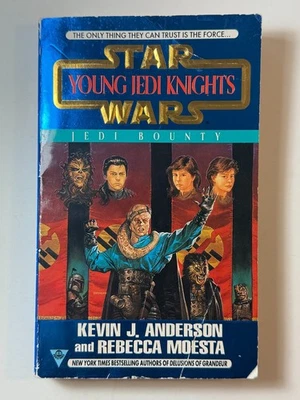 THE ONLY THING THEY CAN TRUST IS THE FORCE...
STAR
YOUNG JEDI KNIGHTS
WARS
JEDI BOUNTY
KEVIN J. ANDERSON
and REBECCA MOESTA
NEW YORK TIMES BESTSELLING AUTHORS OF DELUSIONS OF GRANDEUR